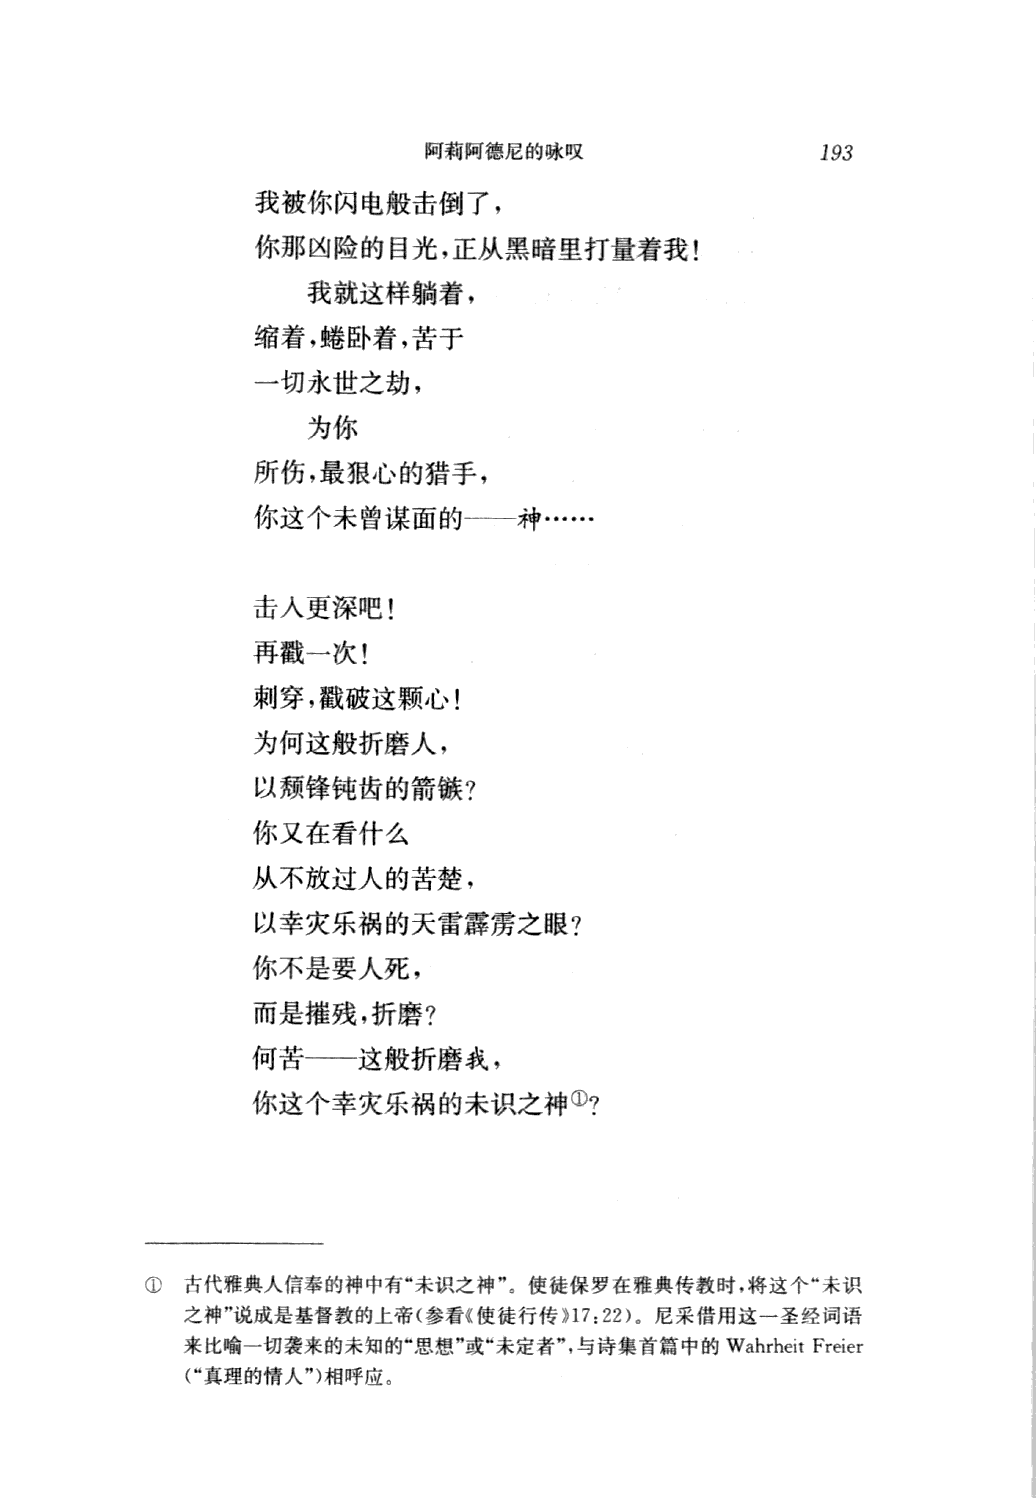 阿莉阿德尼的咏叹 193
我被你闪电般击倒了，
你那凶险的目光，正从黑暗里打量着我！
我就这样躺着，
缩着，蜷卧着，苦于
一切永世之劫，
为你
所伤，最狠心的猎手，
你这个未曾谋面的——神……
击入更深吧！
再戳一次！
刺穿，戳破这颗心！
为何这般折磨人，
以颓锋钝齿的箭镞？
你又在看什么
从不放过人的苦楚，
以幸灾乐祸的天雷霹雳之眼？
你不是要人死，
而是摧残，折磨？
何苦——这般折磨我，
你这个幸灾乐祸的未识之神①？
① 古代雅典人信奉的神中有“未识之神”。使徒保罗在雅典传教时，将这个“未识
之神”说成是基督教的上帝（参看《使徒行传》17：22）。尼采借用这一圣经词语
来比喻一切袭来的未知的“思想”或“未定者”，与诗集首篇中的 Wahrheit Freier
（“真理的情人”）相呼应。